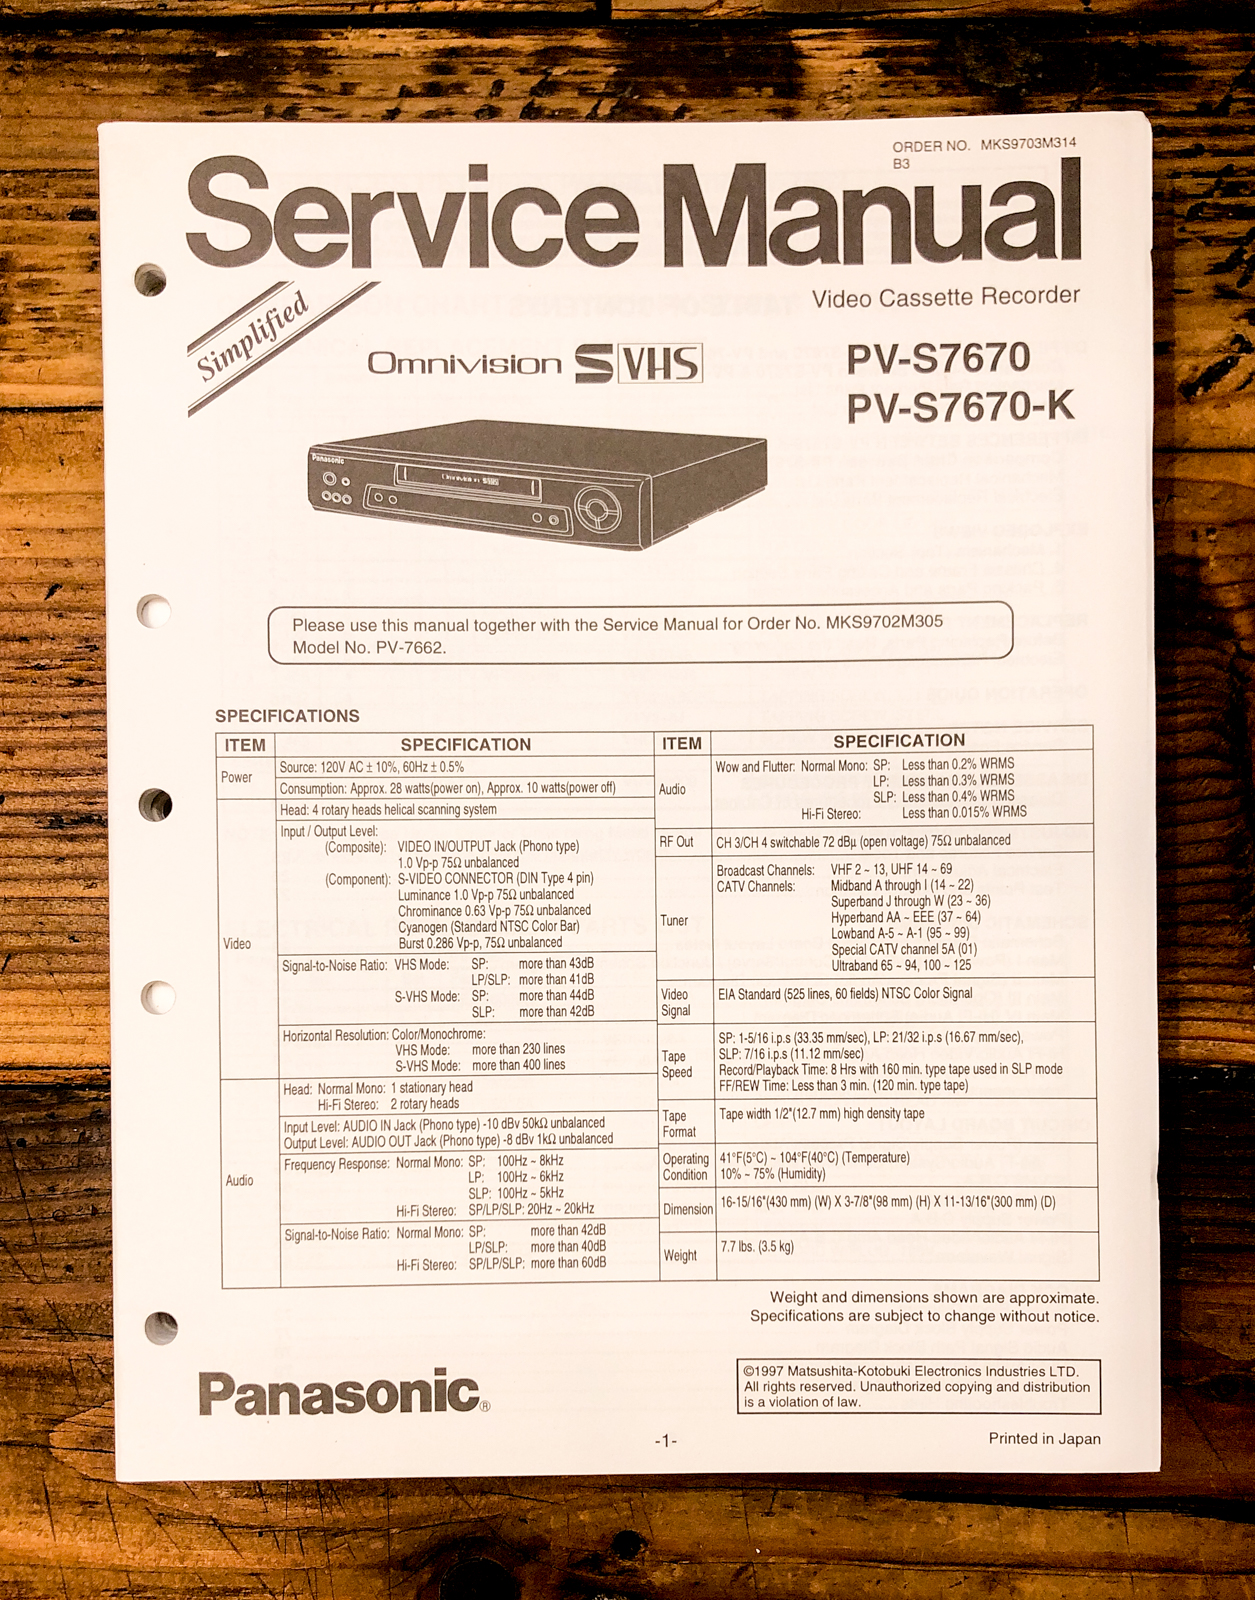 ORDER NO. MKS9703M314
B3
Service Manual
Simplified
Video Cassette Recorder
Omnivision S VHS
PV-S7670
PV-S7670-K
Panasonic
Omnivision SVHS
Please use this manual together with the Service Manual for Order No. MKS9702M305
Model No. PV-7662.
SPECIFICATIONS
ITEM SPECIFICATION
Power
Source: 120V AC ± 10%, 60Hz ± 0.5%
Consumption: Approx. 28 watts(power on), Approx. 10 watts(power off)
Video
Head: 4 rotary heads helical scanning system
Input / Output Level:
(Composite): VIDEO IN/OUTPUT Jack (Phono type)
1.0 Vp-p 75Ω unbalanced
(Component): S-VIDEO CONNECTOR (DIN Type 4 pin)
Luminance 1.0 Vp-p 75Ω unbalanced
Chrominance 0.63 Vp-p 75Ω unbalanced
Cyanogen (Standard NTSC Color Bar)
Burst 0.286 Vp-p, 75Ω unbalanced
Signal-to-Noise Ratio: VHS Mode: SP: more than 43dB
LP/SLP: more than 41dB
S-VHS Mode: SP: more than 44dB
SLP: more than 42dB
Horizontal Resolution: Color/Monochrome:
VHS Mode: more than 230 lines
S-VHS Mode: more than 400 lines
Audio
Head: Normal Mono: 1 stationary head
Hi-Fi Stereo: 2 rotary heads
Input Level: AUDIO IN Jack (Phono type) -10 dBv 50kΩ unbalanced
Output Level: AUDIO OUT Jack (Phono type) -8 dBv 1kΩ unbalanced
Frequency Response: Normal Mono: SP: 100Hz ~ 8kHz
LP: 100Hz ~ 6kHz
SLP: 100Hz ~ 5kHz
Hi-Fi Stereo: SP/LP/SLP: 20Hz ~ 20kHz
Signal-to-Noise Ratio: Normal Mono: SP: more than 42dB
LP/SLP: more than 40dB
Hi-Fi Stereo: SP/LP/SLP: more than 60dB
ITEM SPECIFICATION
Audio
Wow and Flutter: Normal Mono: SP: Less than 0.2% WRMS
LP: Less than 0.3% WRMS
SLP: Less than 0.4% WRMS
Hi-Fi Stereo: Less than 0.015% WRMS
RF Out CH 3/CH 4 switchable 72 dBμ (open voltage) 75Ω unbalanced
Tuner
Broadcast Channels: VHF 2 ~ 13, UHF 14 ~ 69
CATV Channels: Midband A through I (14 ~ 22)
Superband J through W (23 ~ 36)
Hyperband AA ~ EEE (37 ~ 64)
Lowband A-5 ~ A-1 (95 ~ 99)
Special CATV channel 5A (01)
Ultraband 65 ~ 94, 100 ~ 125
Video
Signal
EIA Standard (525 lines, 60 fields) NTSC Color Signal
Tape
Speed
SP: 1-5/16 i.p.s (33.35 mm/sec), LP: 21/32 i.p.s (16.67 mm/sec),
SLP: 7/16 i.p.s (11.12 mm/sec)
Record/Playback Time: 8 Hrs with 160 min. type tape used in SLP mode
FF/REW Time: Less than 3 min. (120 min. type tape)
Tape
Format
Tape width 1/2"(12.7 mm) high density tape
Operating
Condition
41°F(5°C) ~ 104°F(40°C) (Temperature)
10% ~ 75% (Humidity)
Dimension 16-15/16"(430 mm) (W) X 3-7/8"(98 mm) (H) X 11-13/16"(300 mm) (D)
Weight 7.7 lbs. (3.5 kg)
Weight and dimensions shown are approximate.
Specifications are subject to change without notice.
Panasonic®
©1997 Matsushita-Kotobuki Electronics Industries LTD.
All rights reserved. Unauthorized copying and distribution
is a violation of law.
-1-
Printed in Japan